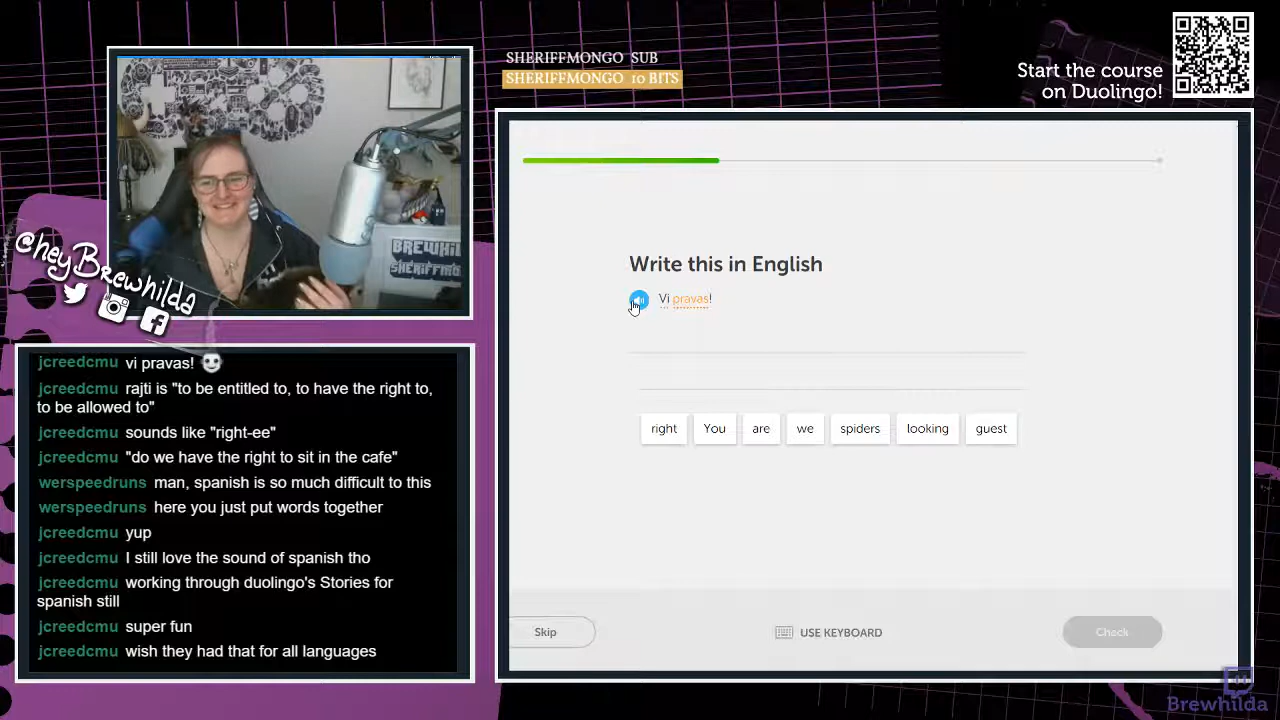 SHERIFFMONGO SUB
SHERIFFMONGO 10 BITS
Start the course
on Duolingo!
@heyBrewhilda
BREWHIL
SHERIFFM
Write this in English
Vi pravas!
right You are we spiders looking guest
Skip
USE KEYBOARD
Check
jcreedcmu vi pravas!
jcreedcmu rajti is "to be entitled to, to have the right to,
to be allowed to"
jcreedcmu sounds like "right-ee"
jcreedcmu "do we have the right to sit in the cafe"
werspeedruns man, spanish is so much difficult to this
werspeedruns here you just put words together
jcreedcmu yup
jcreedcmu I still love the sound of spanish tho
jcreedcmu working through duolingo's Stories for
spanish still
jcreedcmu super fun
jcreedcmu wish they had that for all languages
Brewhilda